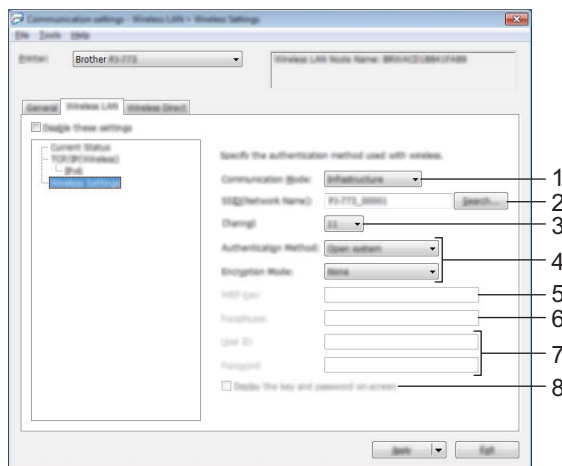 Communication settings - Wireless LAN > Wireless Settings
File Tools Help
Printer: Brother PJ-773
Wireless LAN Node Name:
General Wireless LAN Wireless Direct
Disable these settings
Current Status
TCP/IP(Wireless)
IPv6
Wireless Settings
Specify the authentication method used with wireless.
Communication Mode: Infrastructure 1
SSID(Network Name): PJ-773_00001 Search... 2
Channel: 11 3
Authentication Method: Open system
4
Encryption Mode: None
WEP Key: 5
Passphrase: 6
User ID:
7
Password:
Display the key and password on-screen 8
Apply Exit